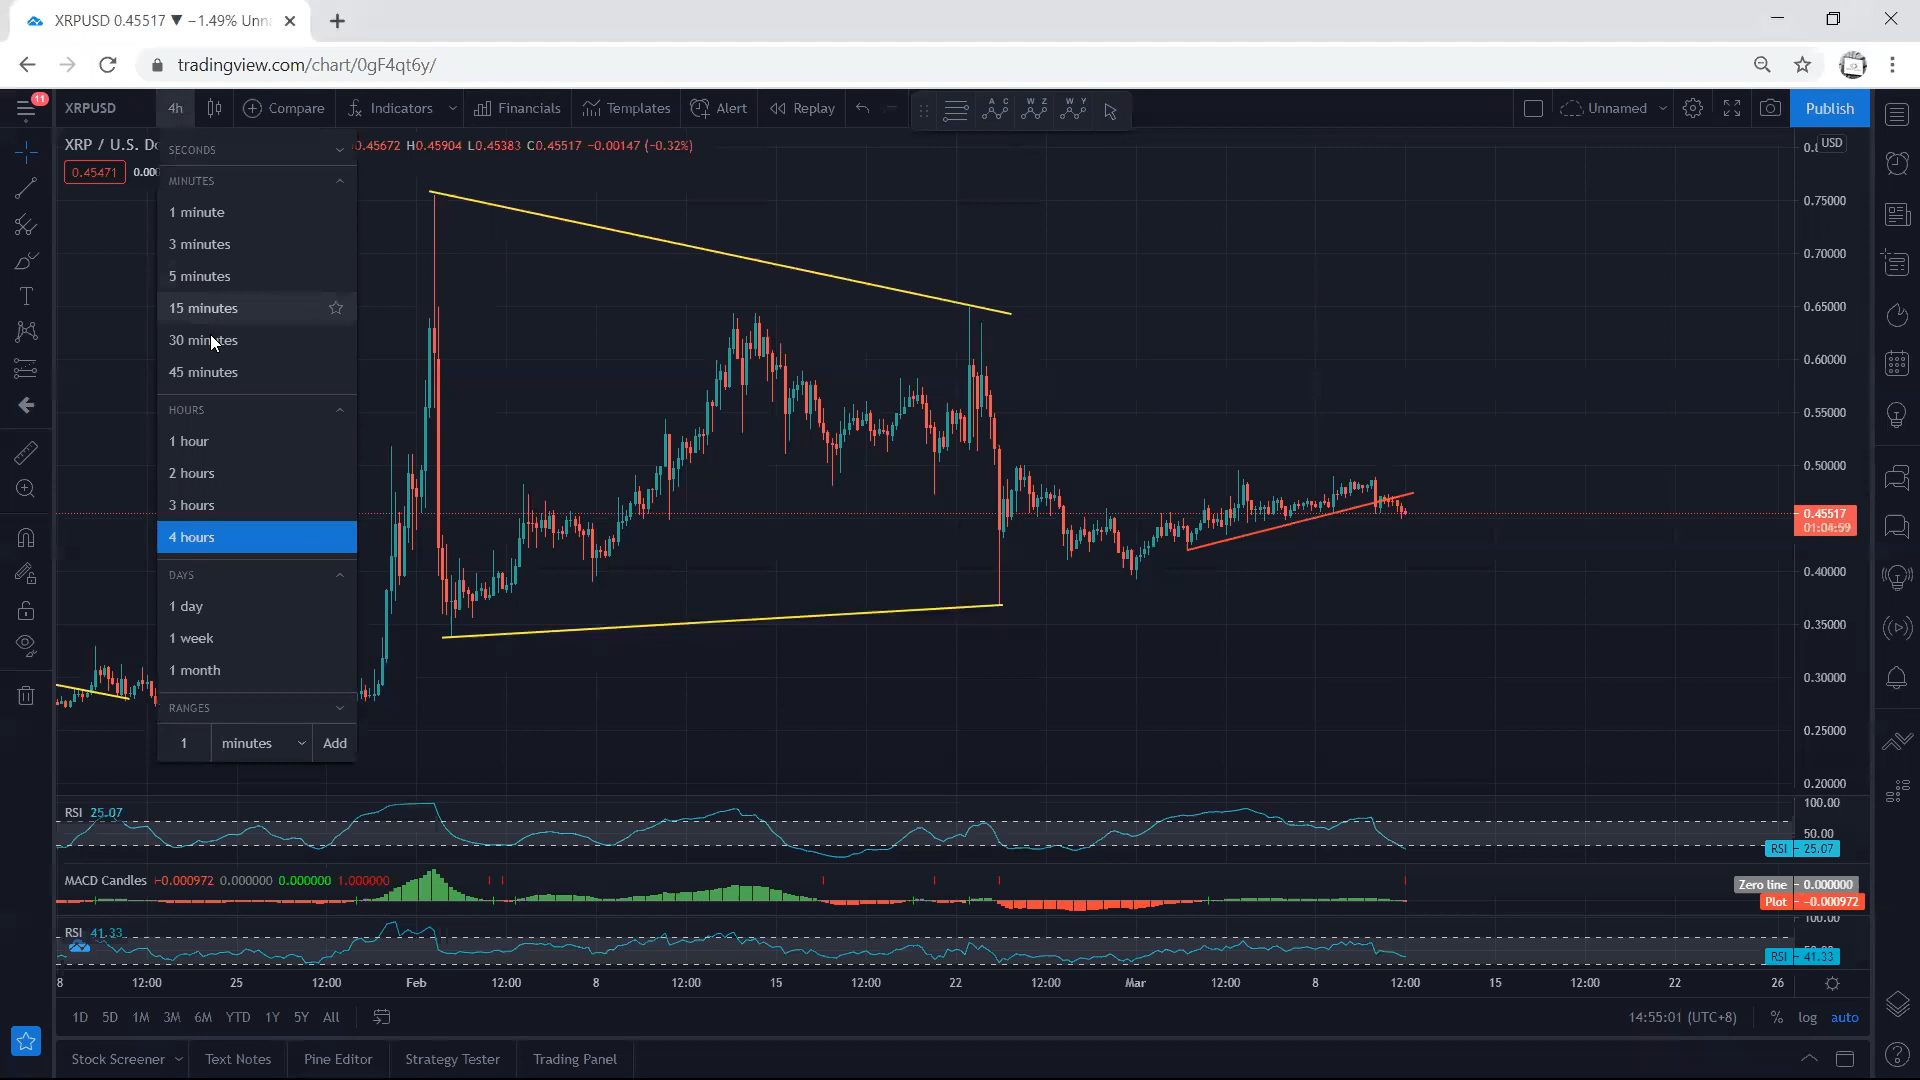 XRPUSD 0.45517 ▼ −1.49% Unna
tradingview.com/chart/0gF4qt6y/
11
XRPUSD
4h
Compare
Indicators
Financials
Templates
Alert
Replay
A C
W Z
W Y
Unnamed
Publish
XRP / U.S. Do
0.45672 H0.45904 L0.45383 C0.45517 −0.00147 (−0.32%)
0.45471
0.000
USD
SECONDS
MINUTES
1 minute
3 minutes
5 minutes
15 minutes
30 minutes
45 minutes
HOURS
1 hour
2 hours
3 hours
4 hours
DAYS
1 day
1 week
1 month
RANGES
1 minutes Add
0.75000
0.70000
0.65000
0.60000
0.55000
0.50000
0.45517
01:04:59
0.40000
0.35000
0.30000
0.25000
0.20000
RSI 25.07
100.00
50.00
RSI 25.07
MACD Candles −0.000972 0.000000 0.000000 1.000000
Zero line 0.000000
Plot −0.000972
RSI 41.33
100.00
RSI 41.33
8 12:00 25 12:00 Feb 12:00 8 12:00 15 12:00 22 12:00 Mar 12:00 8 12:00 15 12:00 22 26
1D 5D 1M 3M 6M YTD 1Y 5Y All
14:55:01 (UTC+8) % log auto
Stock Screener Text Notes Pine Editor Strategy Tester Trading Panel